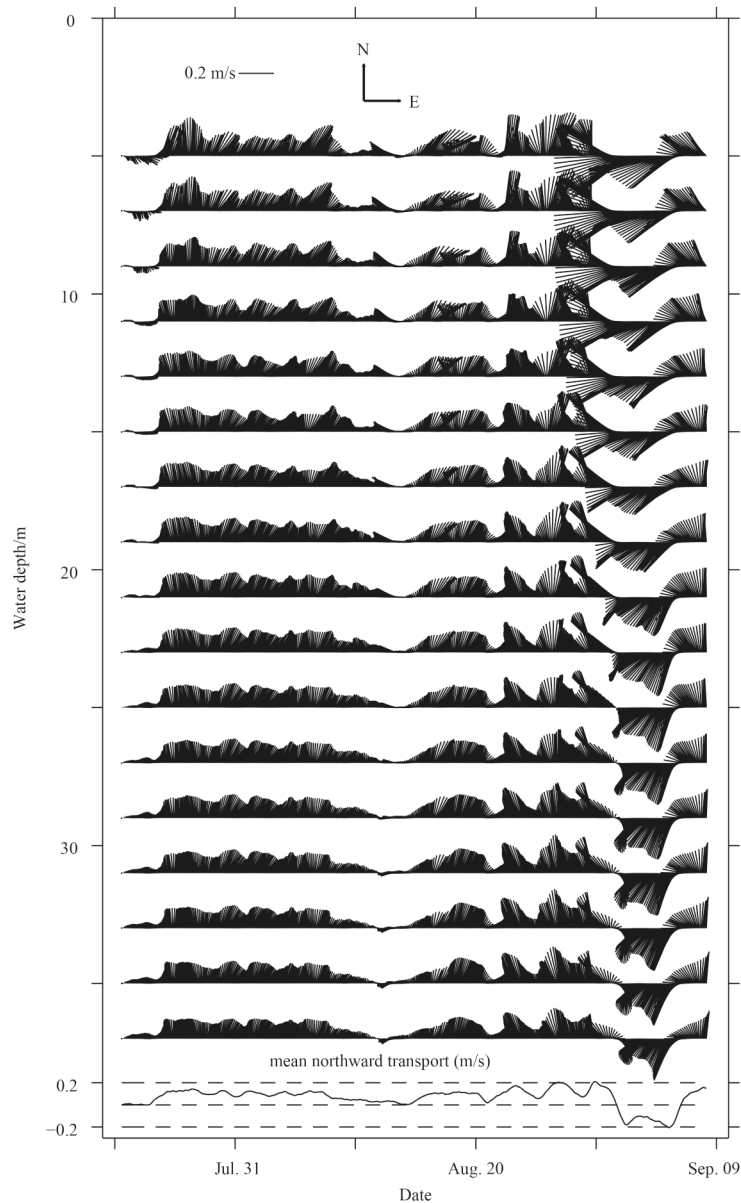 0
N
0.2 m/s
E
10
20
Water depth/m
30
mean northward transport (m/s)
0.2
−0.2
Jul. 31
Aug. 20
Sep. 09
Date